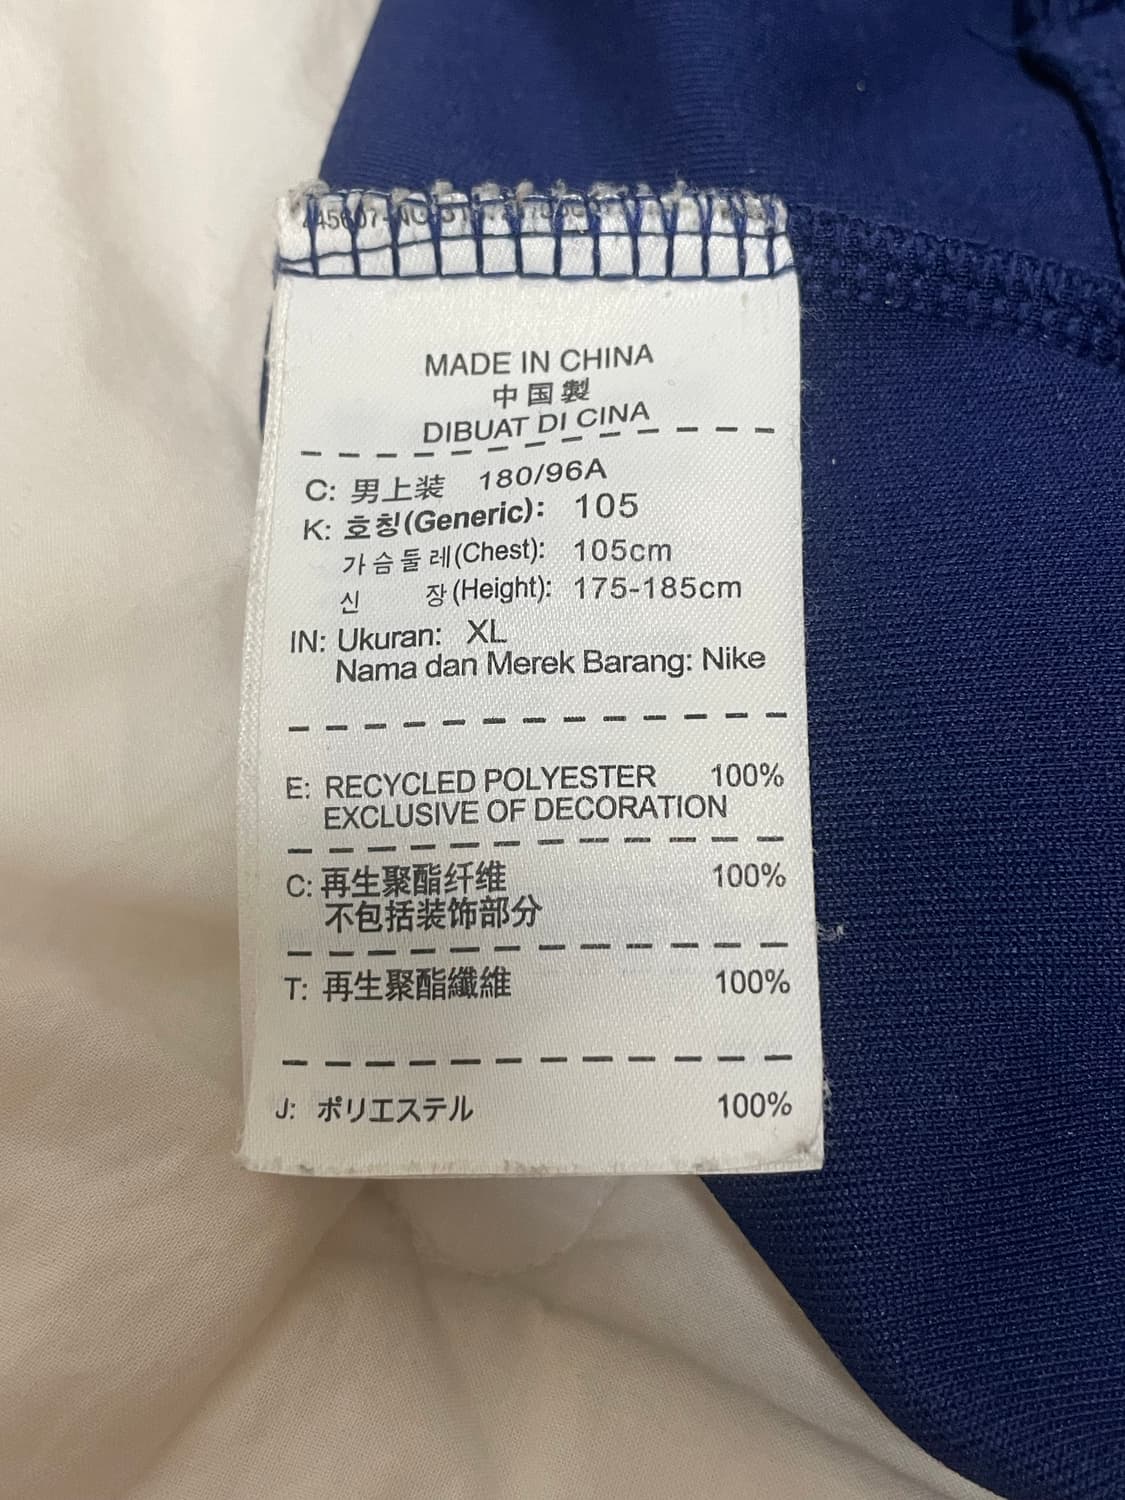 MADE IN CHINA
中国製
DIBUAT DI CINA
C: 男上装 180/96A
K: 호칭(Generic): 105
가슴둘레(Chest): 105cm
신 장(Height): 175-185cm
IN: Ukuran: XL
Nama dan Merek Barang: Nike
E: RECYCLED POLYESTER 100%
EXCLUSIVE OF DECORATION
C: 再生聚酯纤维 100%
不包括装饰部分
T: 再生聚酯纖維 100%
J: ポリエステル 100%